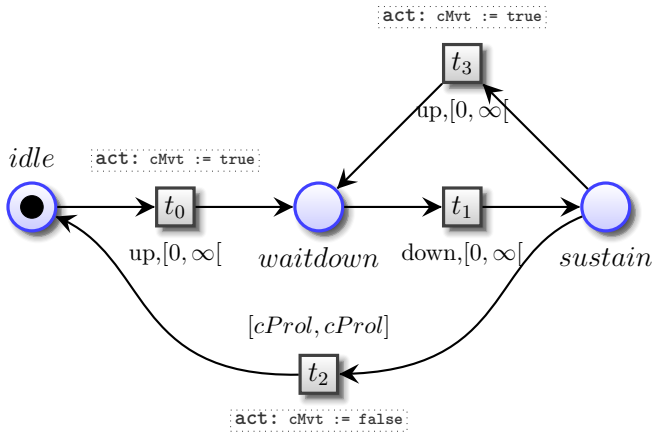 act: cMvt := true
t3
up,[0, ∞[
idle
act: cMvt := true
t0
t1
up,[0, ∞[
waitdown
down,[0, ∞[
sustain
[cProl, cProl]
t2
act: cMvt := false